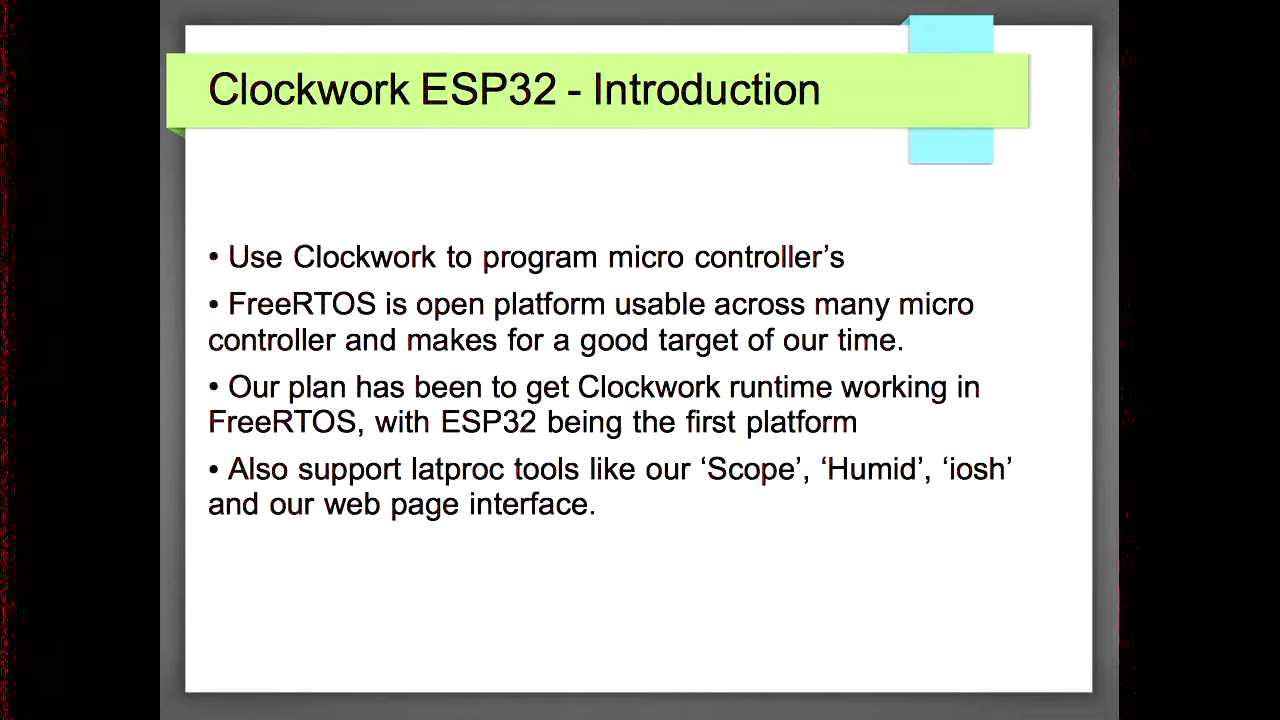 Clockwork ESP32 - Introduction
• Use Clockwork to program micro controller’s
• FreeRTOS is open platform usable across many micro
controller and makes for a good target of our time.
• Our plan has been to get Clockwork runtime working in
FreeRTOS, with ESP32 being the first platform
• Also support latproc tools like our ‘Scope’, ‘Humid’, ‘iosh’
and our web page interface.